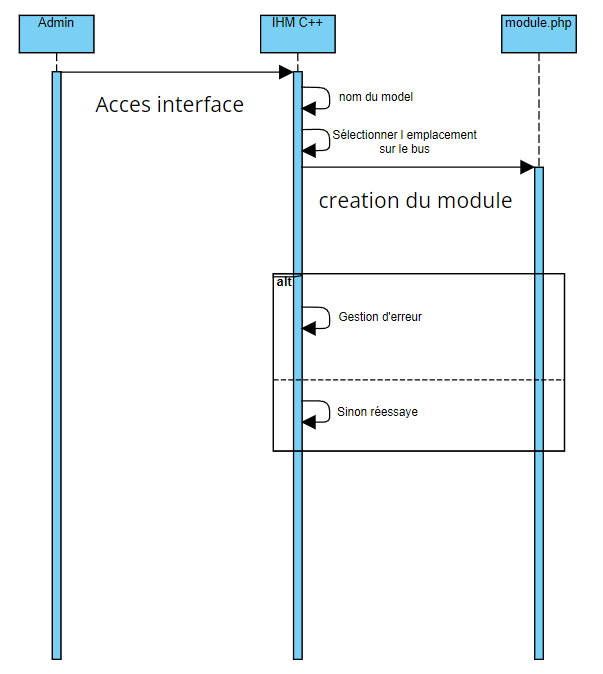 Admin
IHM C++
module.php
Acces interface
nom du model
Sélectionner l emplacement
sur le bus
creation du module
alt
Gestion d'erreur
Sinon réessaye